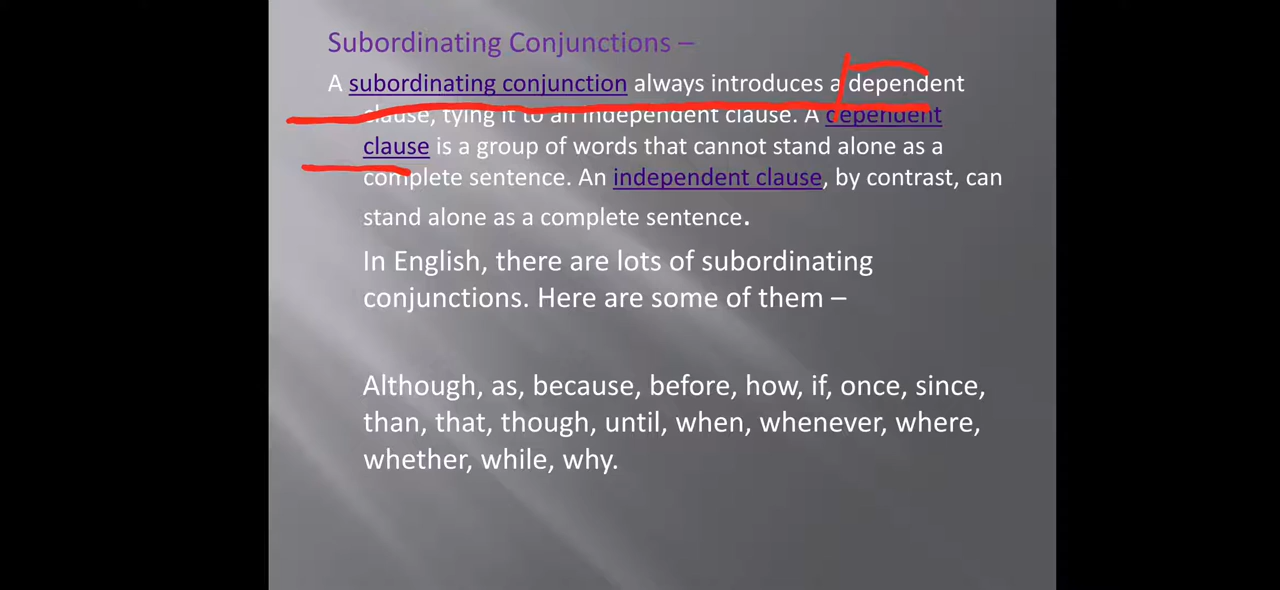 Subordinating Conjunctions –
A subordinating conjunction always introduces a dependent
clause, tying it to an independent clause. A dependent
clause is a group of words that cannot stand alone as a
complete sentence. An independent clause, by contrast, can
stand alone as a complete sentence.
In English, there are lots of subordinating
conjunctions. Here are some of them –
Although, as, because, before, how, if, once, since,
than, that, though, until, when, whenever, where,
whether, while, why.